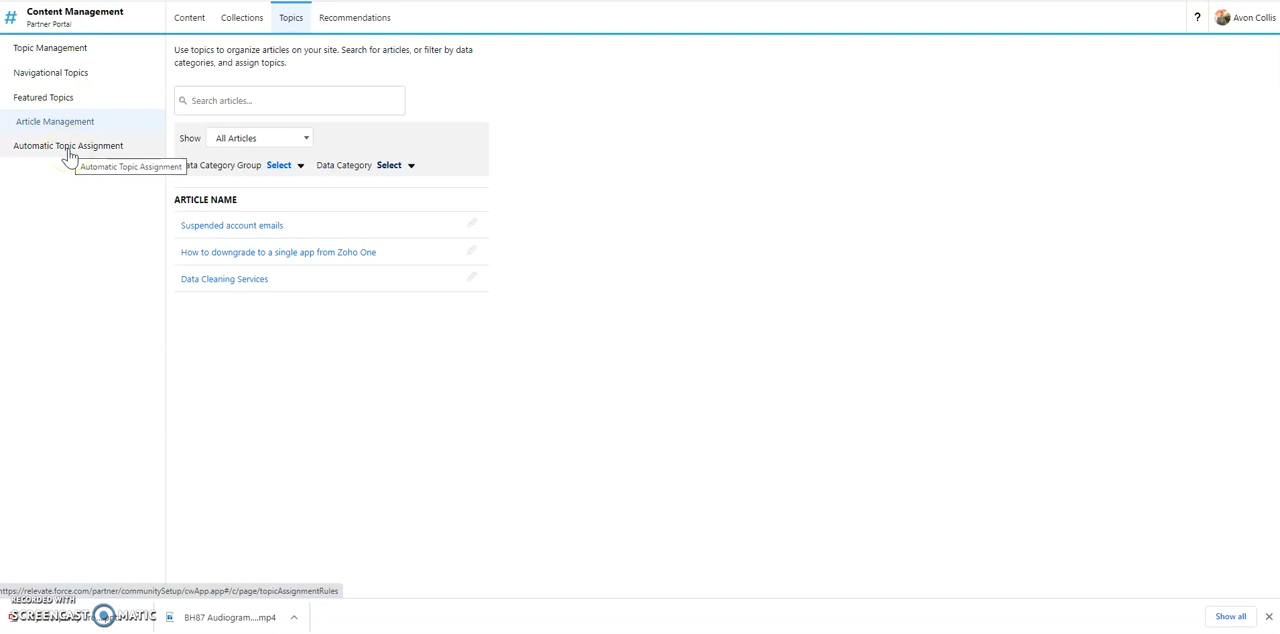 Content Management
Partner Portal
Content Collections Topics Recommendations
? Avon Collis
Topic Management
Navigational Topics
Featured Topics
Article Management
Automatic Topic Assignment
Automatic Topic Assignment
Use topics to organize articles on your site. Search for articles, or filter by data
categories, and assign topics.
Search articles...
Show All Articles
Category Group Select Data Category Select
ARTICLE NAME
Suspended account emails
How to downgrade to a single app from Zoho One
Data Cleaning Services
https://relevate.force.com/partner/communitySetup/cwApp.app#/c/page/topicAssignmentRules
RECORDED WITH
SCREENCAST MATIC
BH87 Audiogram....mp4
Show all